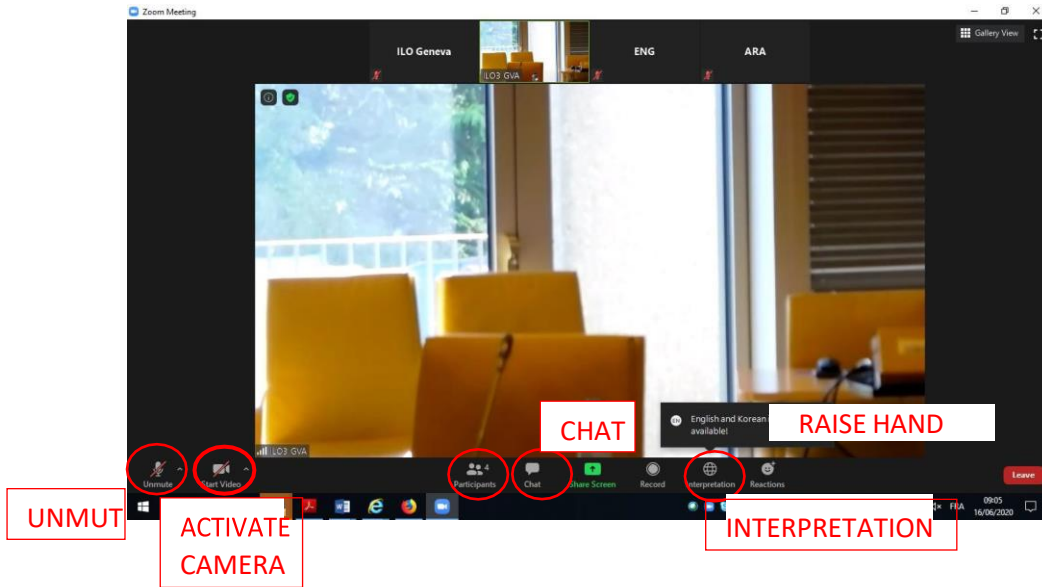 Zoom Meeting
Gallery View
ILO Geneva
ILO3 GVA
ENG
ARA
English and Korean
available!
RAISE HAND
CHAT
ILO3 GVA
4
Unmute
Start Video
Participants
Chat
Share Screen
Record
Interpretation
Reactions
Leave
UNMUT
ACTIVATE
CAMERA
INTERPRETATION
FRA
09:05
16/06/2020